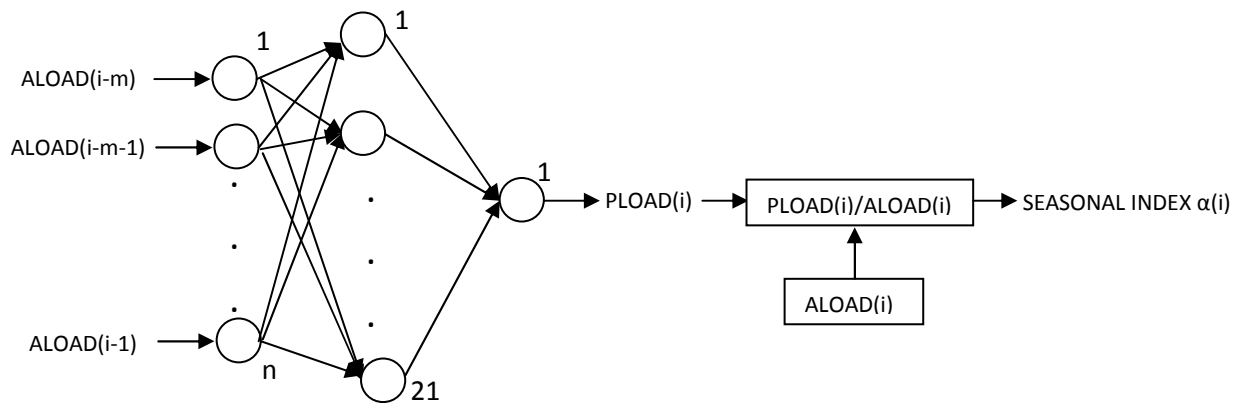 1
1
ALOAD(i-m)
ALOAD(i-m-1)
1
PLOAD(i)
PLOAD(i)/ALOAD(i)
SEASONAL INDEX α(i)
ALOAD(i)
ALOAD(i-1)
n
21